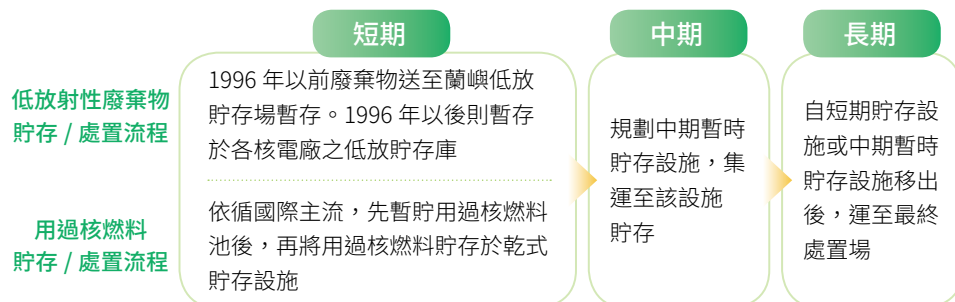 短期
中期
長期
低放射性廢棄物
貯存 / 處置流程
1996 年以前廢棄物送至蘭嶼低放
貯存場暫存。1996 年以後則暫存
於各核電廠之低放貯存庫
用過核燃料
貯存 / 處置流程
依循國際主流，先暫貯用過核燃料
池後，再將用過核燃料貯存於乾式
貯存設施
規劃中期暫時
貯存設施，集
運至該設施
貯存
自短期貯存設
施或中期暫時
貯存設施移出
後，運至最終
處置場